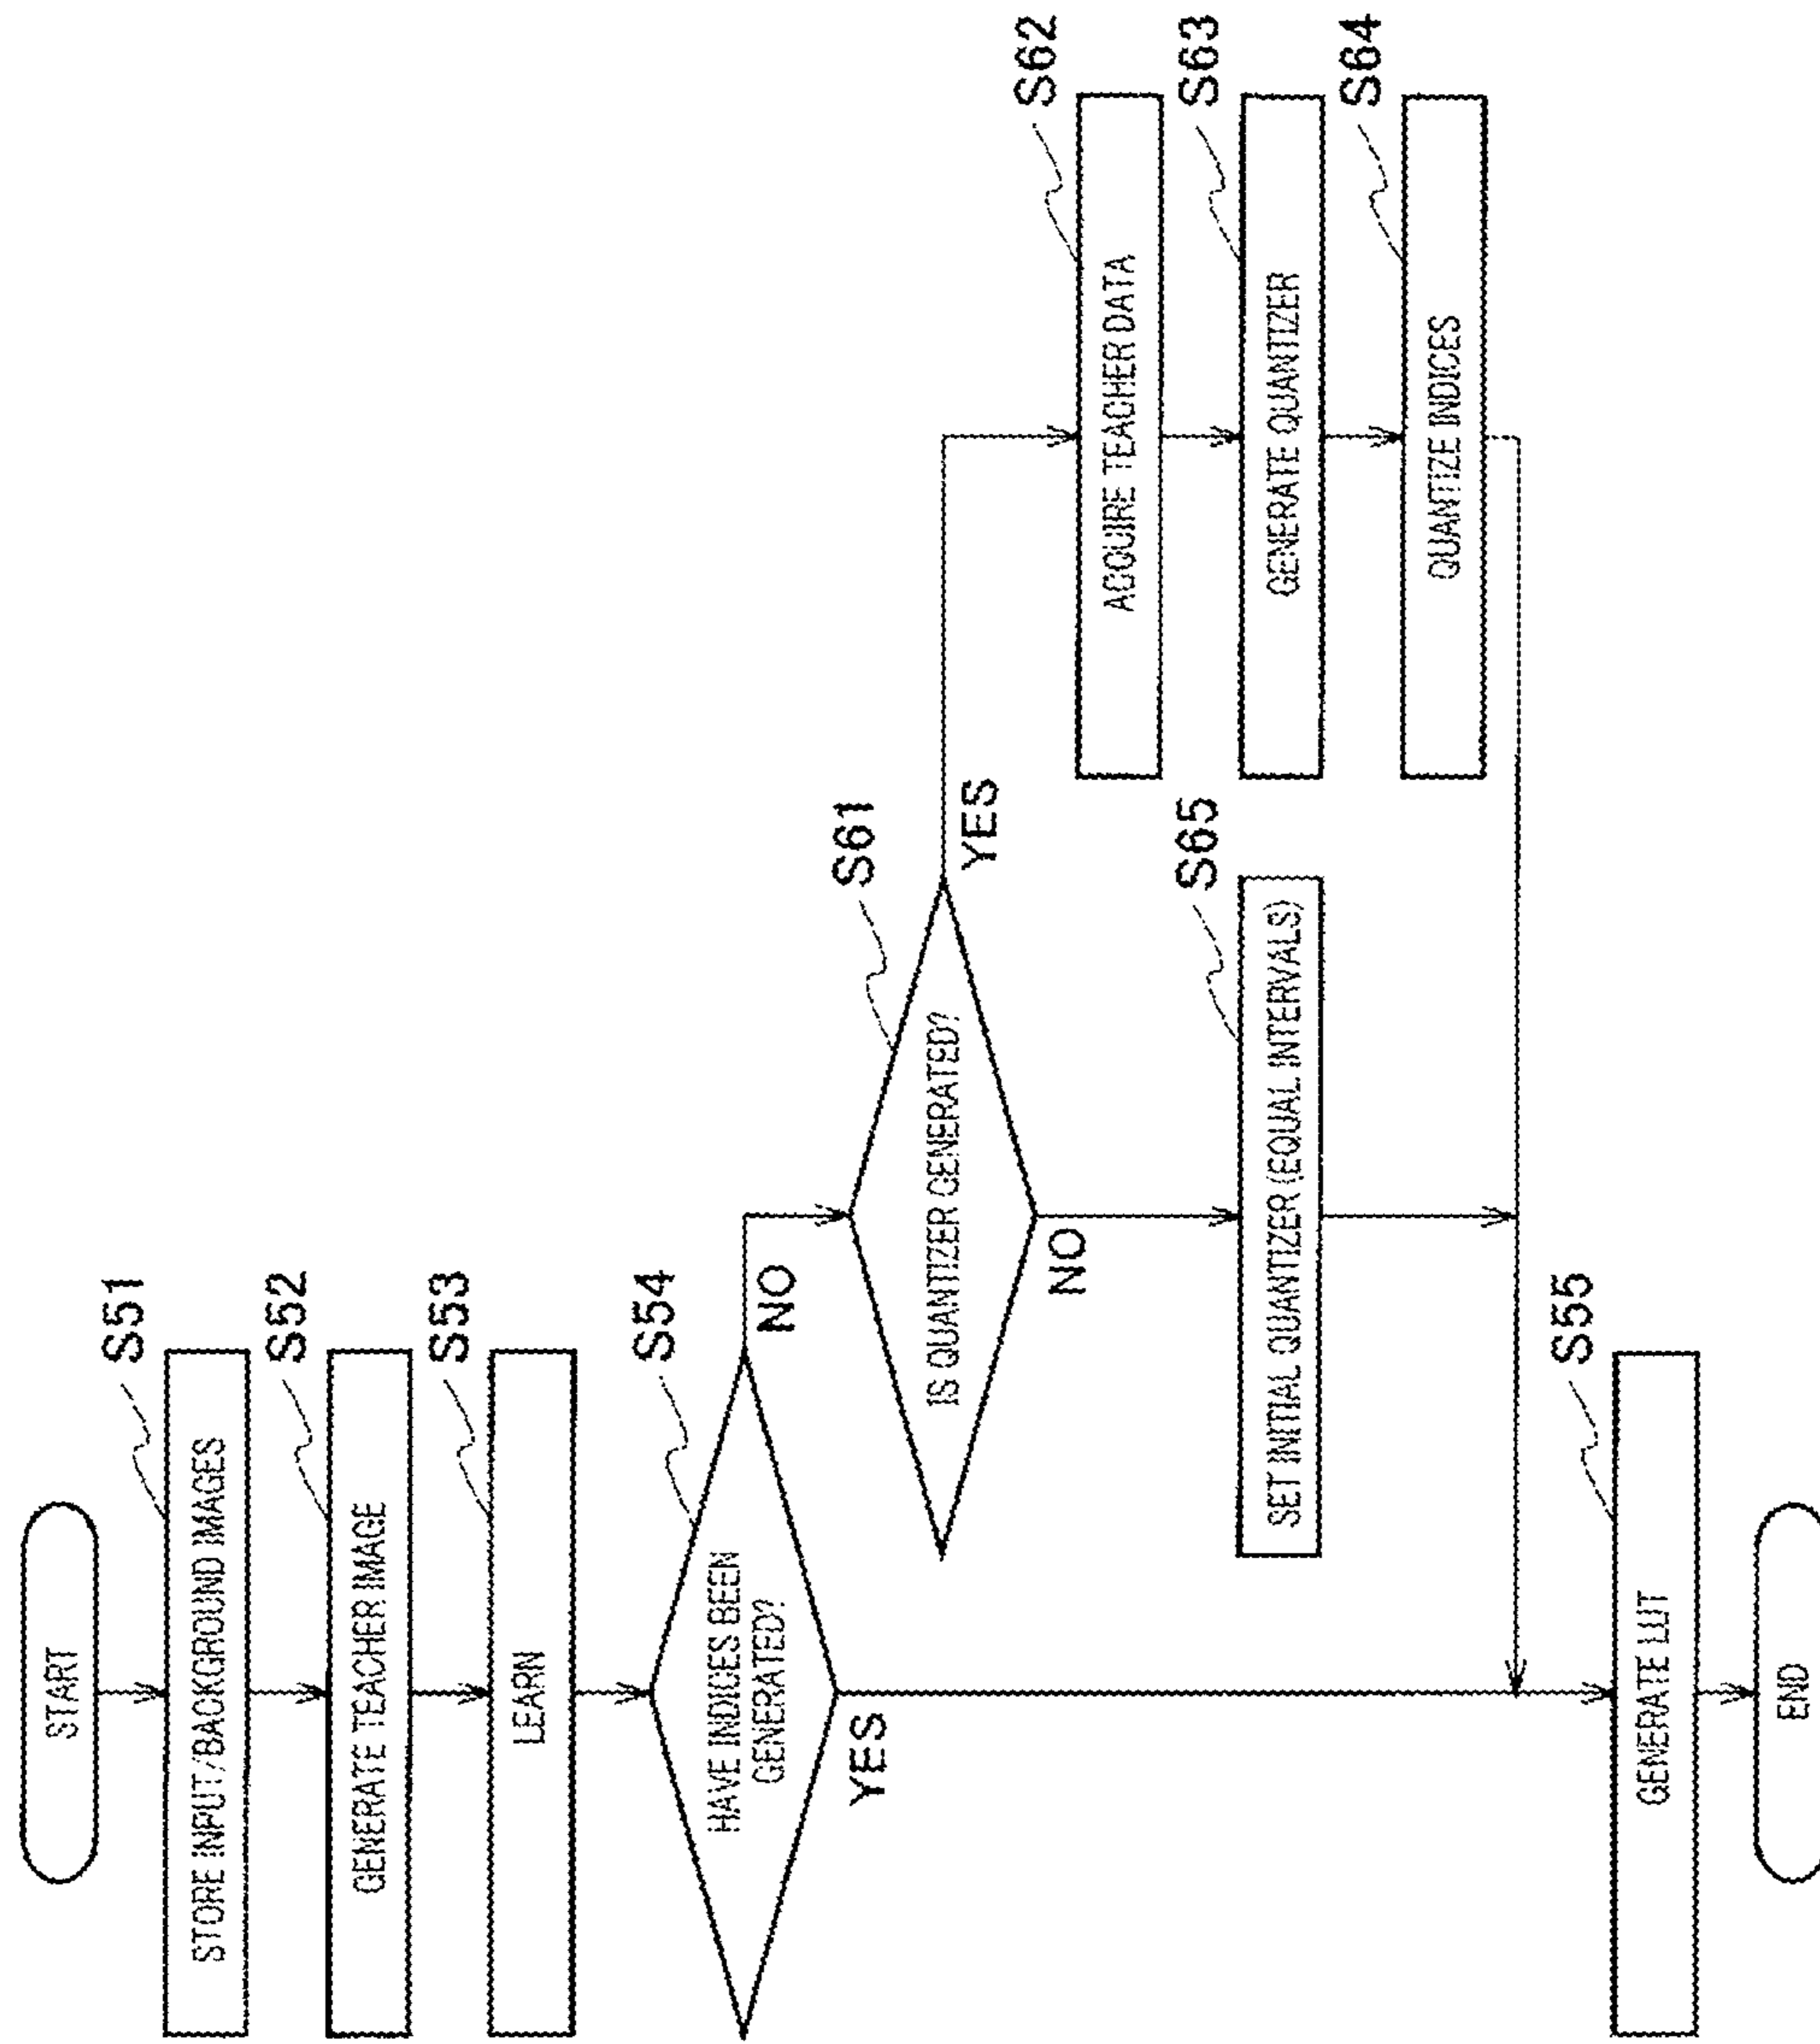 START
STORE INPUT/BACKGROUND IMAGES
S51
GENERATE TEACHER IMAGE
S52
LEARN
S53
HAVE INDICES BEEN
GENERATED?
S54
NO
YES
IS QUANTIZER GENERATED?
S61
YES
NO
ACQUIRE TEACHER DATA
S62
GENERATE QUANTIZER
S63
QUANTIZE INDICES
S64
SET INITIAL QUANTIZER (EQUAL INTERVALS)
S65
GENERATE LUT
S55
END